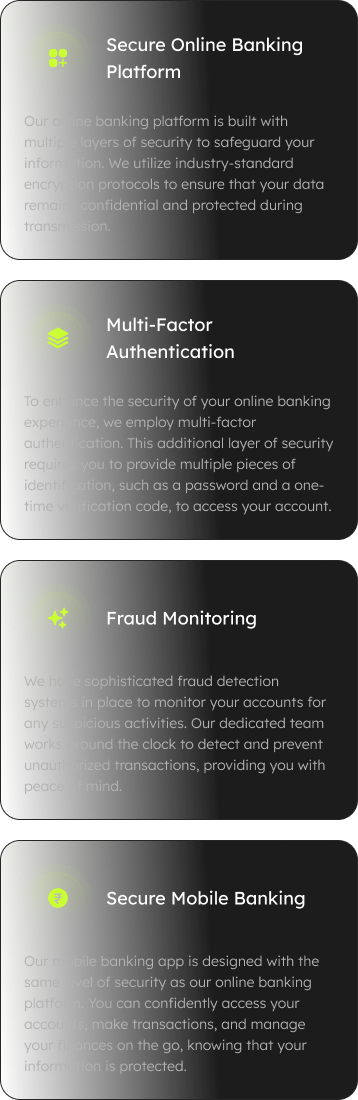 Secure Online Banking
Platform
Our online banking platform is built with
multiple layers of security to safeguard your
information. We utilize industry-standard
encryption protocols to ensure that your data
remains confidential and protected during
transmission.
Multi-Factor
Authentication
To enhance the security of your online banking
experience, we employ multi-factor
authentication. This additional layer of security
requires you to provide multiple pieces of
identification, such as a password and a one-
time verification code, to access your account.
Fraud Monitoring
We have sophisticated fraud detection
systems in place to monitor your accounts for
any suspicious activities. Our dedicated team
works around the clock to detect and prevent
unauthorized transactions, providing you with
peace of mind.
Secure Mobile Banking
Our mobile banking app is designed with the
same level of security as our online banking
platform. You can confidently access your
accounts, make transactions, and manage
your finances on the go, knowing that your
information is protected.